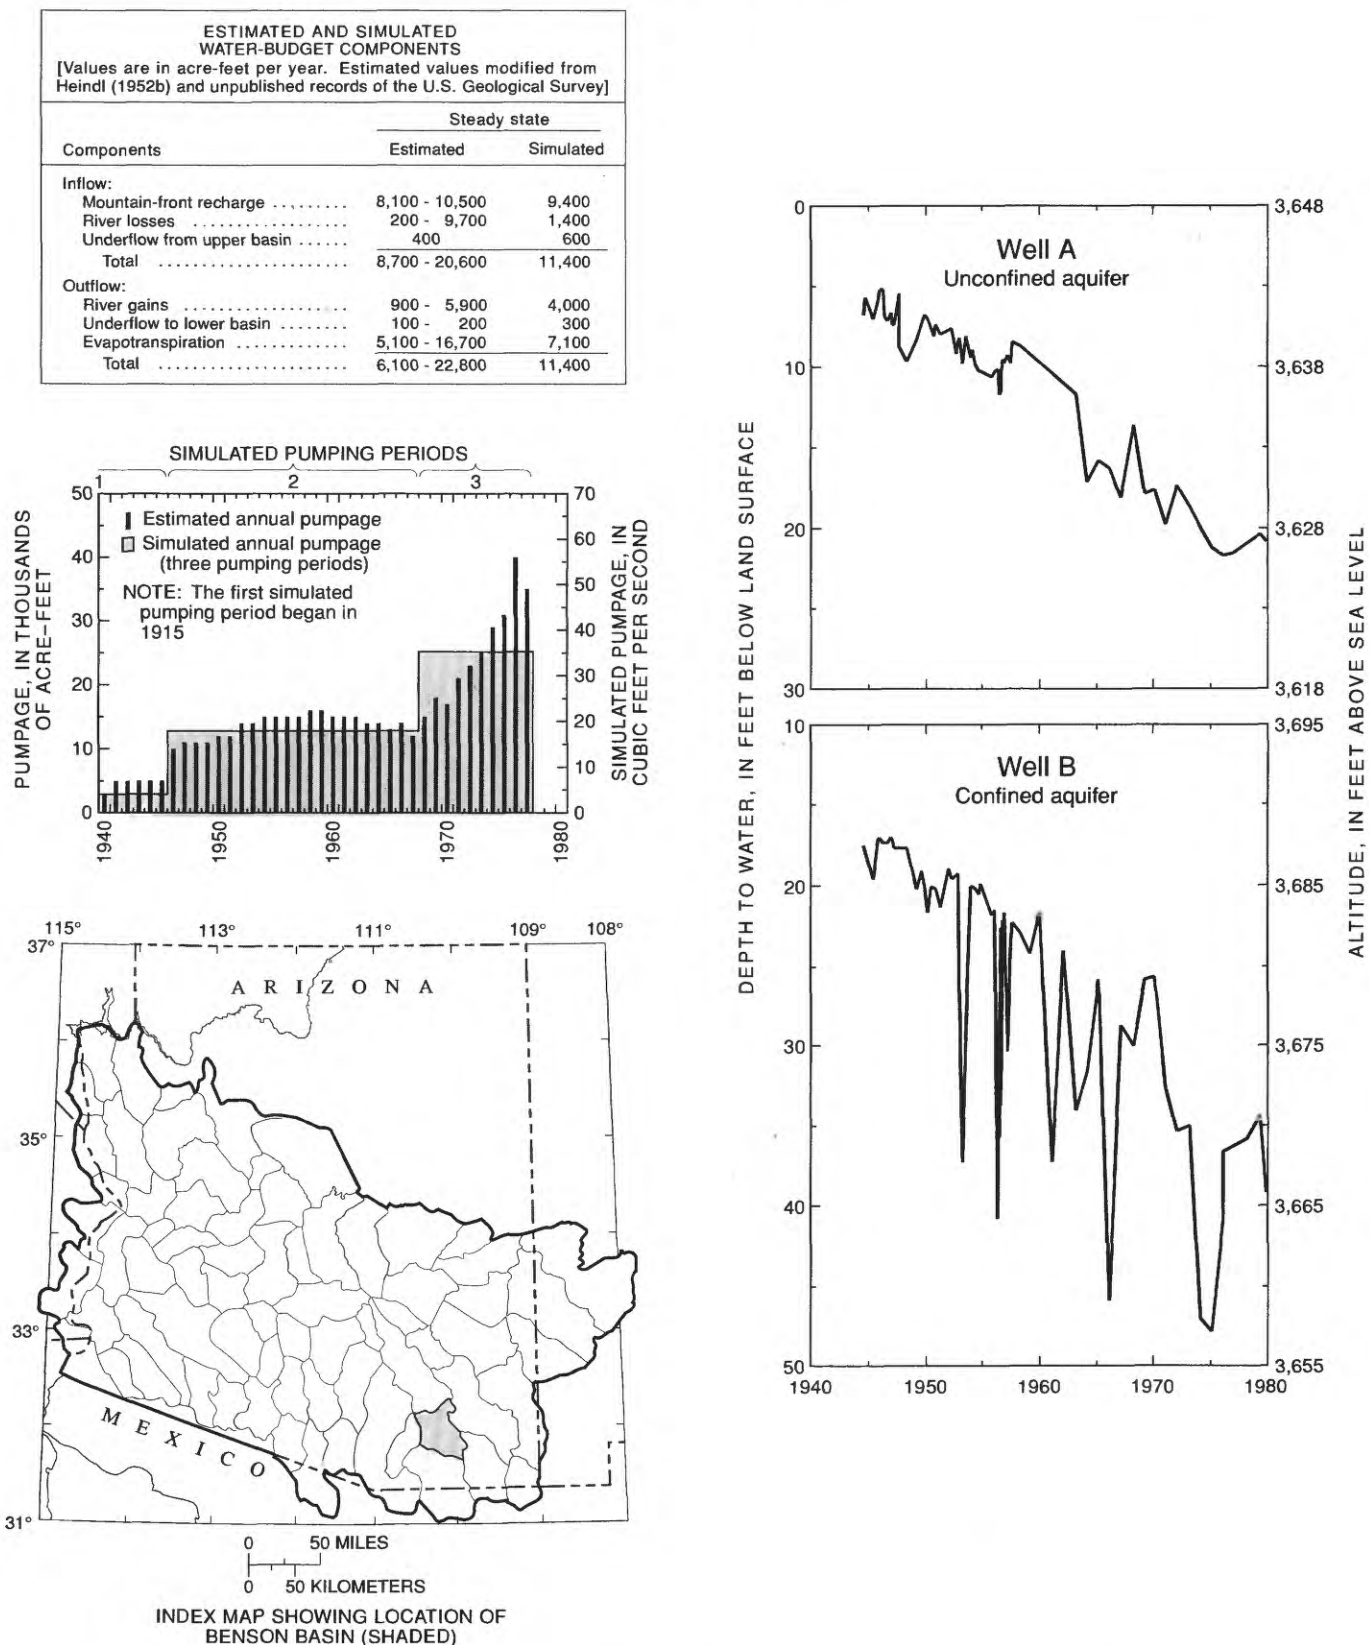 ESTIMATED AND SIMULATED
WATER-BUDGET COMPONENTS
[Values are in acre-feet per year. Estimated values modified from
Heindl (1952b) and unpublished records of the U.S. Geological Survey]
Steady state
Components Estimated Simulated
Inflow:
Mountain-front recharge ......... 8,100 - 10,500 9,400
River losses ................ 200 - 9,700 1,400
Underflow from upper basin ...... 400 600
Total ................... 8,700 - 20,600 11,400
Outflow:
River gains ................. 900 - 5,900 4,000
Underflow to lower basin ........ 100 - 200 300
Evapotranspiration ............. 5,100 - 16,700 7,100
Total ................... 6,100 - 22,800 11,400
SIMULATED PUMPING PERIODS
1 2 3
PUMPAGE, IN THOUSANDS
OF ACRE-FEET
50
40
30
20
10
0
Estimated annual pumpage
Simulated annual pumpage
(three pumping periods)
NOTE: The first simulated
pumping period began in
1915
70
60
50
40
30
20
10
0
SIMULATED PUMPAGE, IN
CUBIC FEET PER SECOND
1940 1950 1960 1970 1980
115° 113° 111° 109° 108°
37°
35°
33°
31°
ARIZONA
MEXICO
0 50 MILES
0 50 KILOMETERS
INDEX MAP SHOWING LOCATION OF
BENSON BASIN (SHADED)
DEPTH TO WATER, IN FEET BELOW LAND SURFACE
0
10
20
30
Well A
Unconfined aquifer
3,648
3,638
3,628
3,618
10
20
30
40
50
Well B
Confined aquifer
3,695
3,685
3,675
3,665
3,655
1940 1950 1960 1970 1980
ALTITUDE, IN FEET ABOVE SEA LEVEL